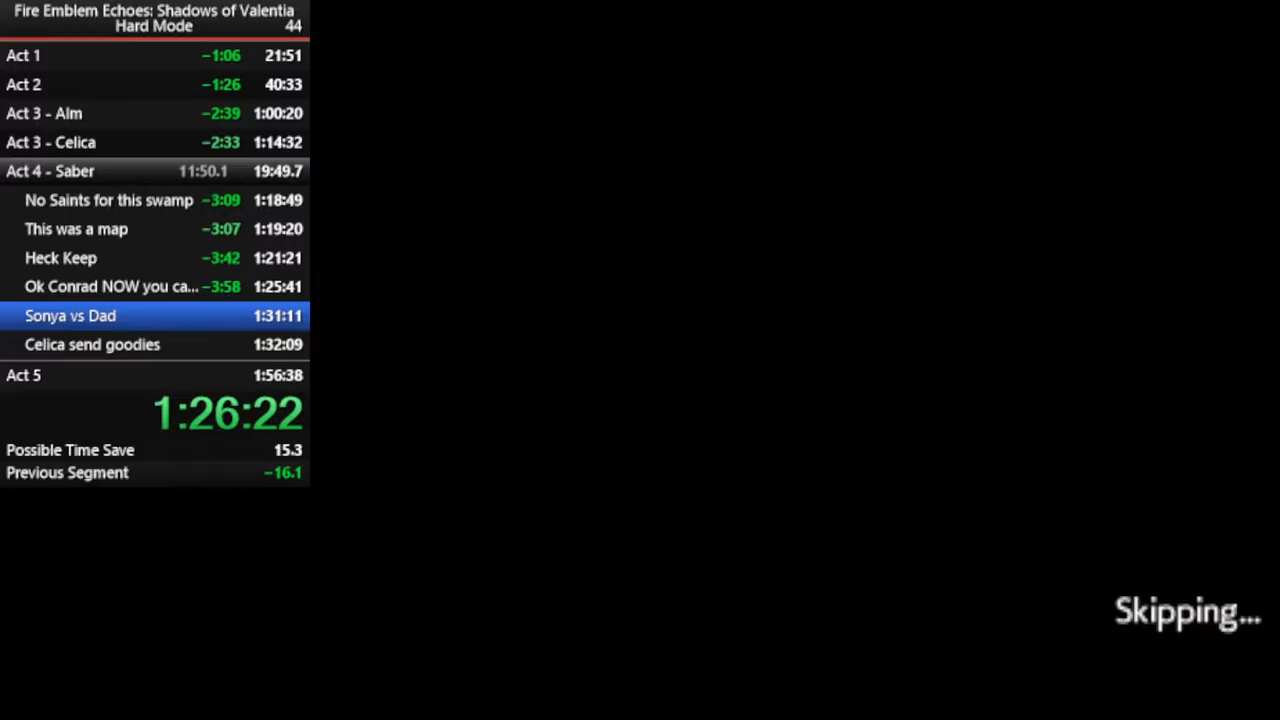 Fire Emblem Echoes: Shadows of Valentia
Hard Mode 44
Act 1 −1:06 21:51
Act 2 −1:26 40:33
Act 3 - Alm −2:39 1:00:20
Act 3 - Celica −2:33 1:14:32
Act 4 - Saber 11:50.1 19:49.7
No Saints for this swamp −3:09 1:18:49
This was a map −3:07 1:19:20
Heck Keep −3:42 1:21:21
Ok Conrad NOW you ca... −3:58 1:25:41
Sonya vs Dad 1:31:11
Celica send goodies 1:32:09
Act 5 1:56:38
1:26:22
Possible Time Save 15.3
Previous Segment −16.1
Skipping...